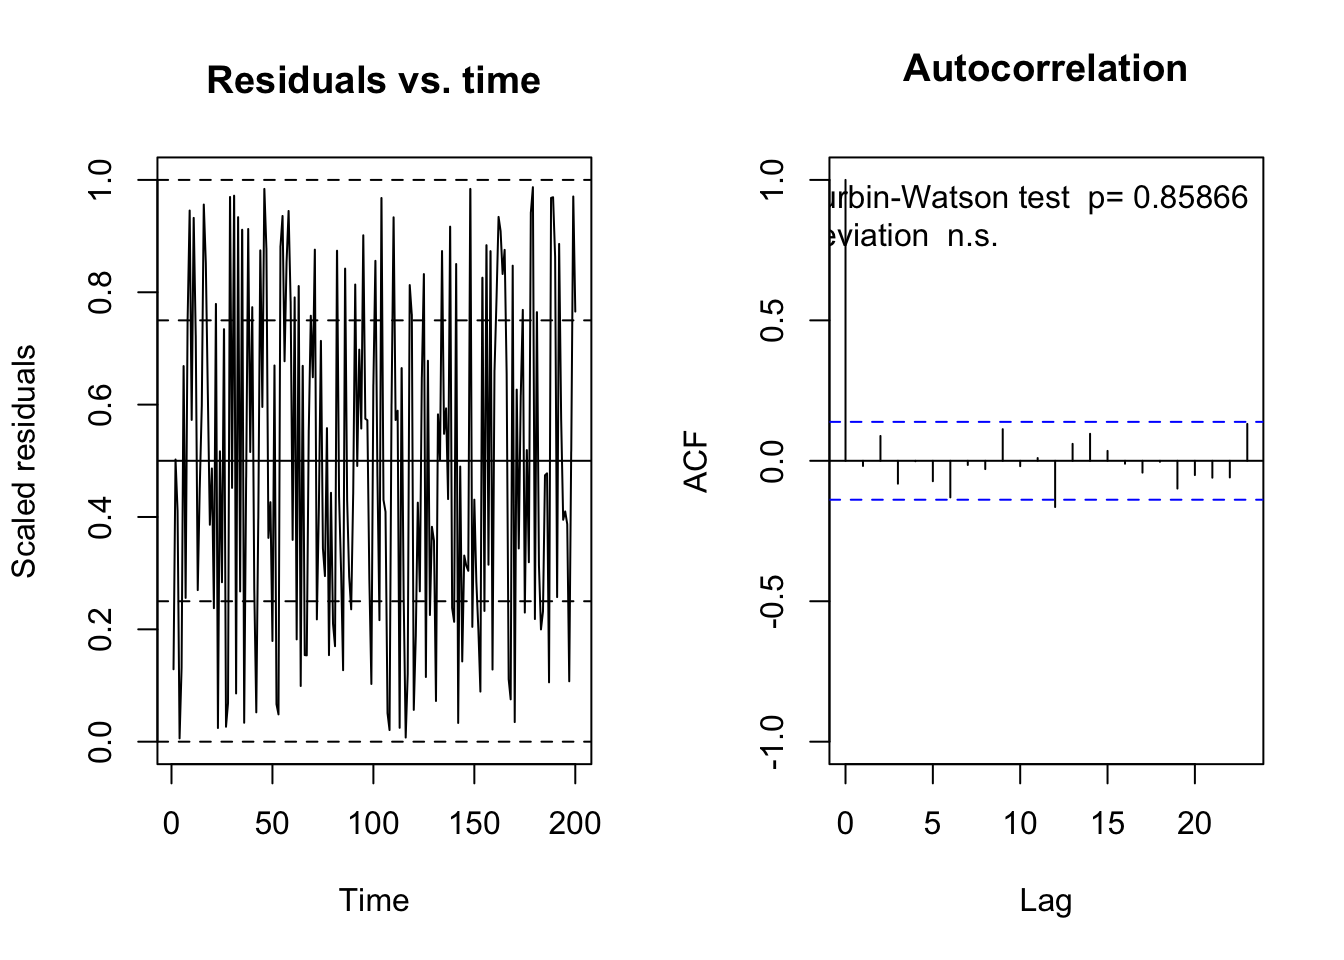 Residuals vs. time
Scaled residuals
1.0
0.8
0.6
0.4
0.2
0.0
0
50
100
150
200
Time
Autocorrelation
urbin-Watson test p= 0.85866
eviation n.s.
ACF
1.0
0.5
0.0
-0.5
-1.0
0
5
10
15
20
Lag